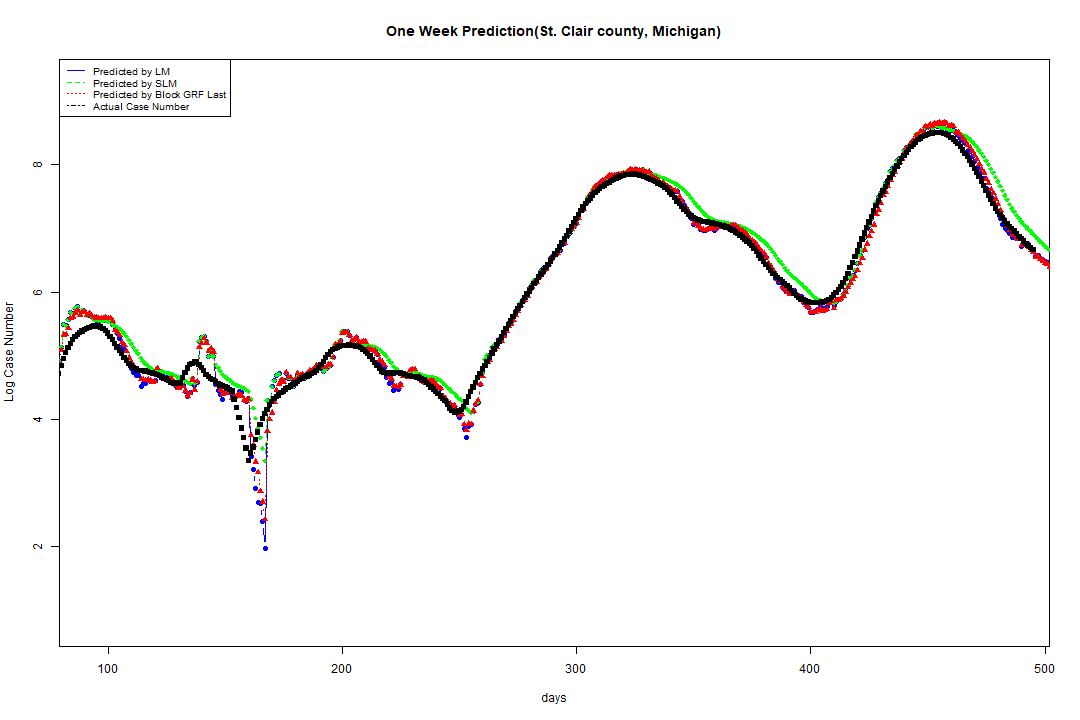 One Week Prediction(St. Clair county, Michigan)
Predicted by LM
Predicted by SLM
Predicted by Block GRF Last
Actual Case Number
8
6
4
2
Log Case Number
100 200 300 400 500
days